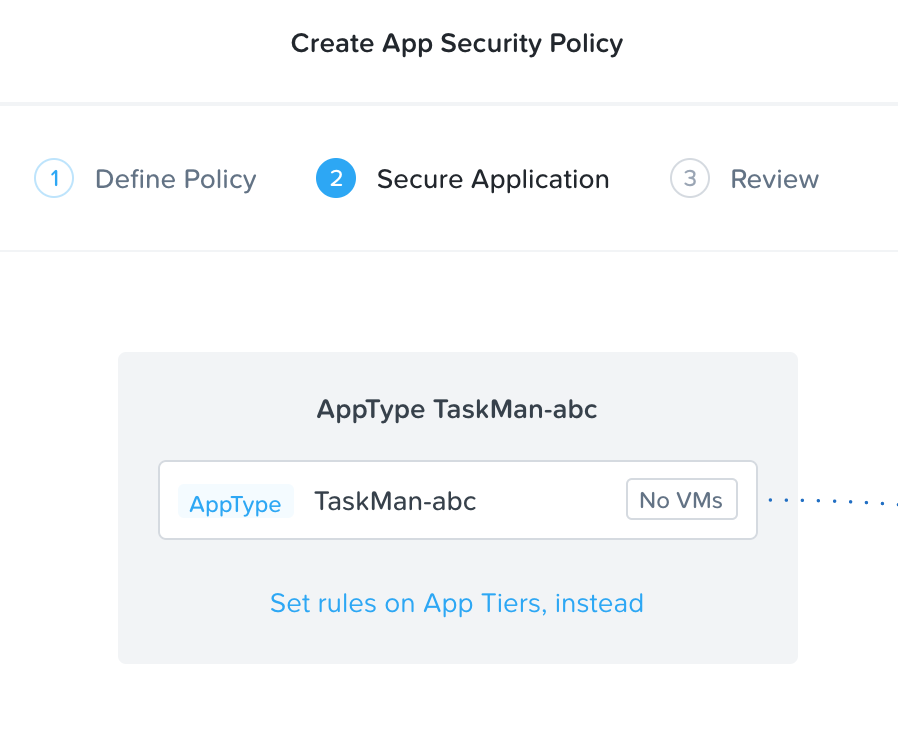 Create App Security Policy
1 Define Policy 2 Secure Application 3 Review
AppType TaskMan-abc
AppType TaskMan-abc No VMs
Set rules on App Tiers, instead